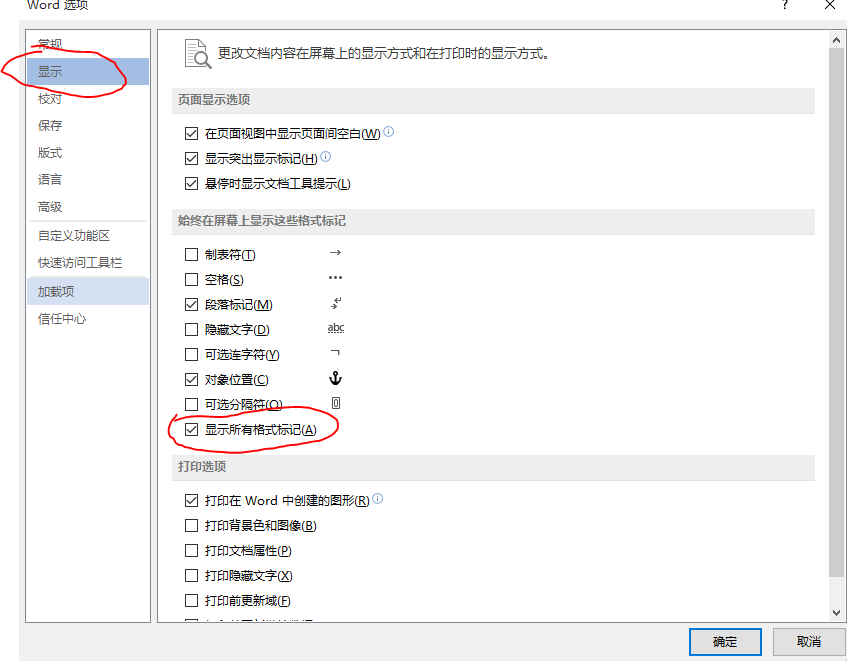 Word 选项
?
常规
显示
校对
保存
版式
语言
高级
自定义功能区
快速访问工具栏
加载项
信任中心
更改文档内容在屏幕上的显示方式和在打印时的显示方式。
页面显示选项
在页面视图中显示页面间空白(W)
显示突出显示标记(H)
悬停时显示文档工具提示(L)
始终在屏幕上显示这些格式标记
制表符(T) →
空格(S) ···
段落标记(M)
隐藏文字(D) abc
可选连字符(Y) ¬
对象位置(C)
可选分隔符(O)
显示所有格式标记(A)
打印选项
打印在 Word 中创建的图形(R)
打印背景色和图像(B)
打印文档属性(P)
打印隐藏文字(X)
打印前更新域(F)
确定 取消